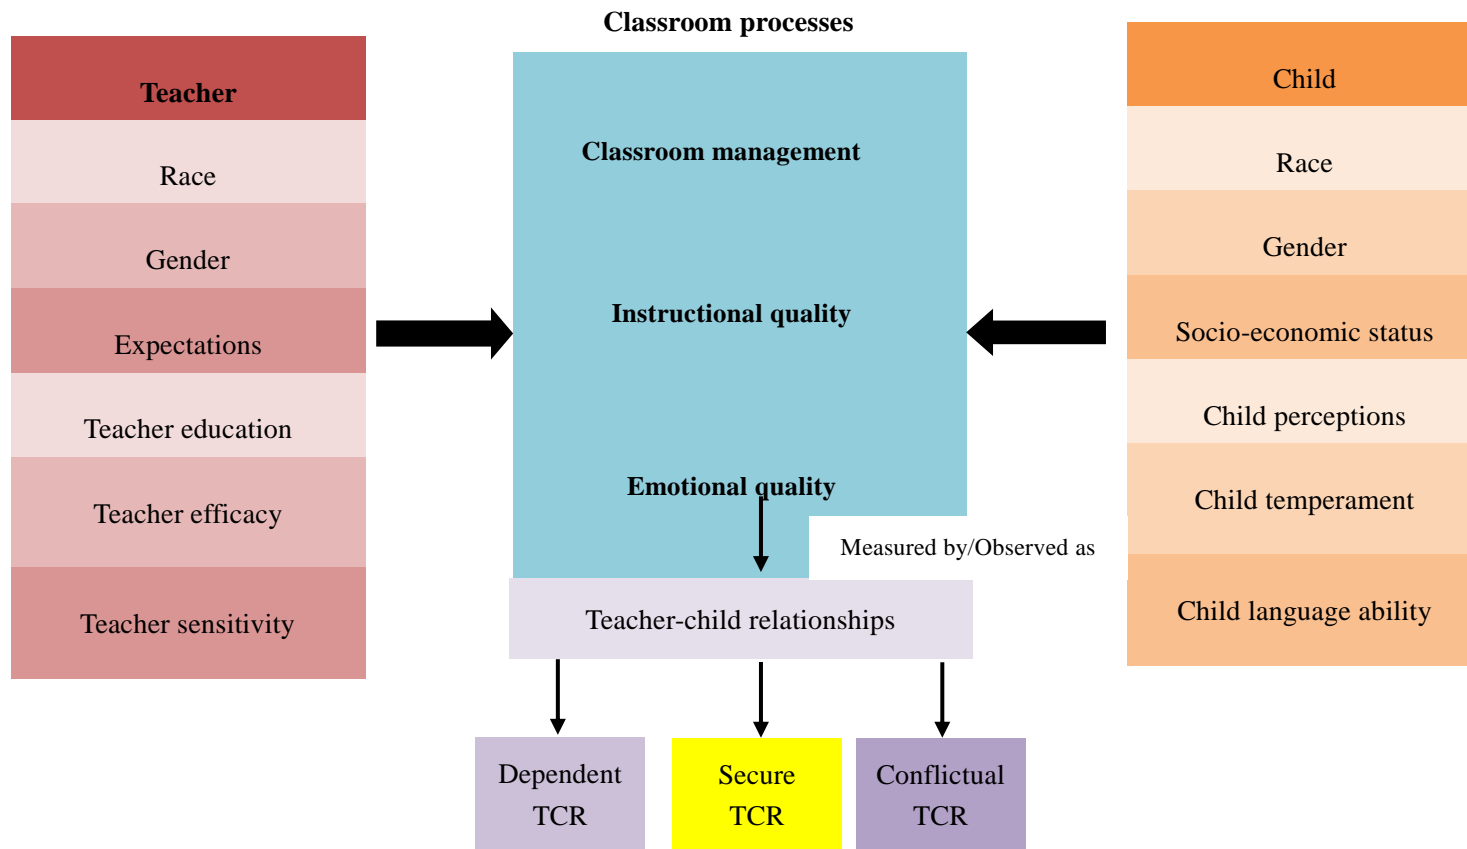 Classroom processes
Teacher
Race
Gender
Expectations
Teacher education
Teacher efficacy
Teacher sensitivity
Classroom management
Instructional quality
Emotional quality
Measured by/Observed as
Teacher-child relationships
Dependent
TCR
Secure
TCR
Conflictual
TCR
Child
Race
Gender
Socio-economic status
Child perceptions
Child temperament
Child language ability